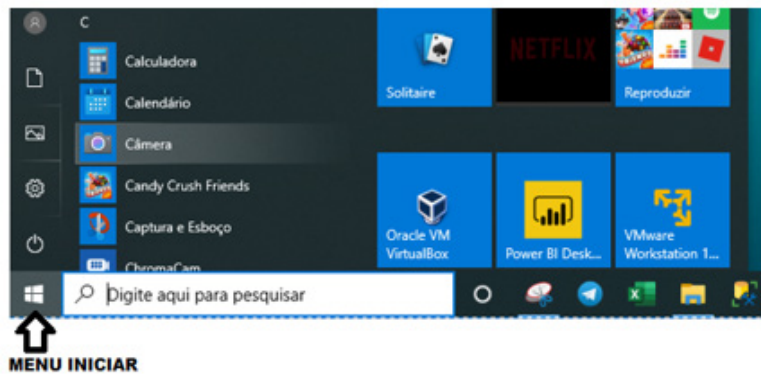 C
Calculadora
Calendário
Câmera
Candy Crush Friends
Captura e Esboço
ChromaCam
Solitaire
NETFLIX
Reproduzir
Oracle VM
VirtualBox
Power BI Desk...
VMware
Workstation 1...
Digite aqui para pesquisar
MENU INICIAR